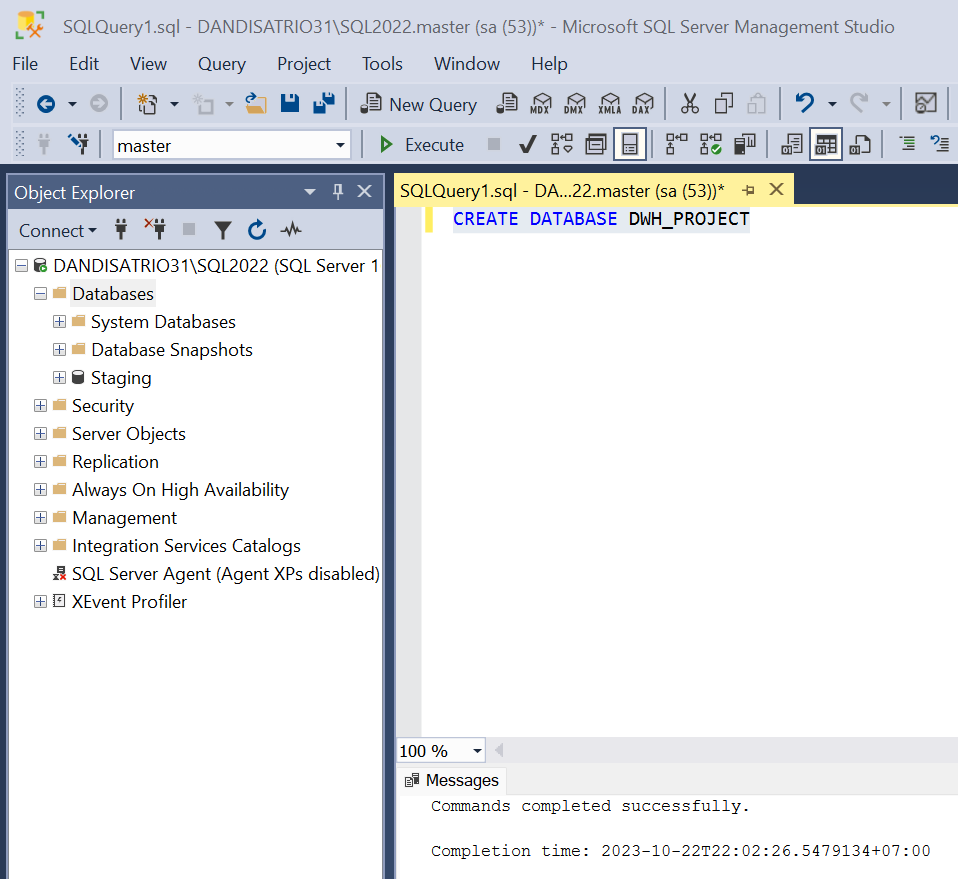 SQLQuery1.sql - DANDISATRIO31\SQL2022.master (sa (53))* - Microsoft SQL Server Management Studio
File Edit View Query Project Tools Window Help
New Query MDX DMX XMLA DAX
master Execute
Object Explorer
Connect
DANDISATRIO31\SQL2022 (SQL Server 1
Databases
System Databases
Database Snapshots
Staging
Security
Server Objects
Replication
Always On High Availability
Management
Integration Services Catalogs
SQL Server Agent (Agent XPs disabled)
XEvent Profiler
SQLQuery1.sql - DA...22.master (sa (53))*
CREATE DATABASE DWH_PROJECT
100 %
Messages
Commands completed successfully.
Completion time: 2023-10-22T22:02:26.5479134+07:00